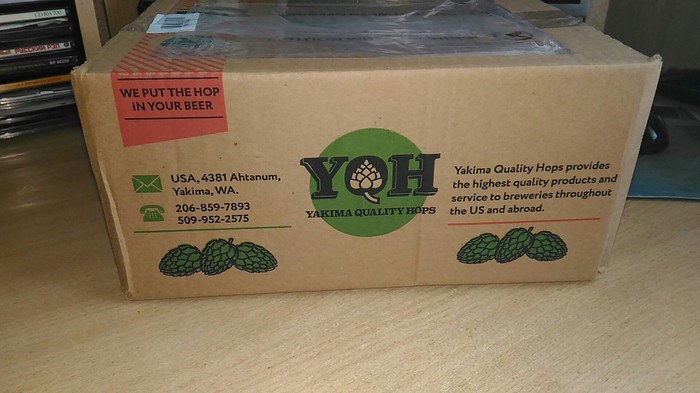 WE PUT THE HOP
IN YOUR BEER
USA, 4381 Ahtanum,
Yakima, WA.
206-859-7893
509-952-2575
YQH
YAKIMA QUALITY HOPS
Yakima Quality Hops provides
the highest quality products and
service to breweries throughout
the US and abroad.
РУССКИЙ РЭП